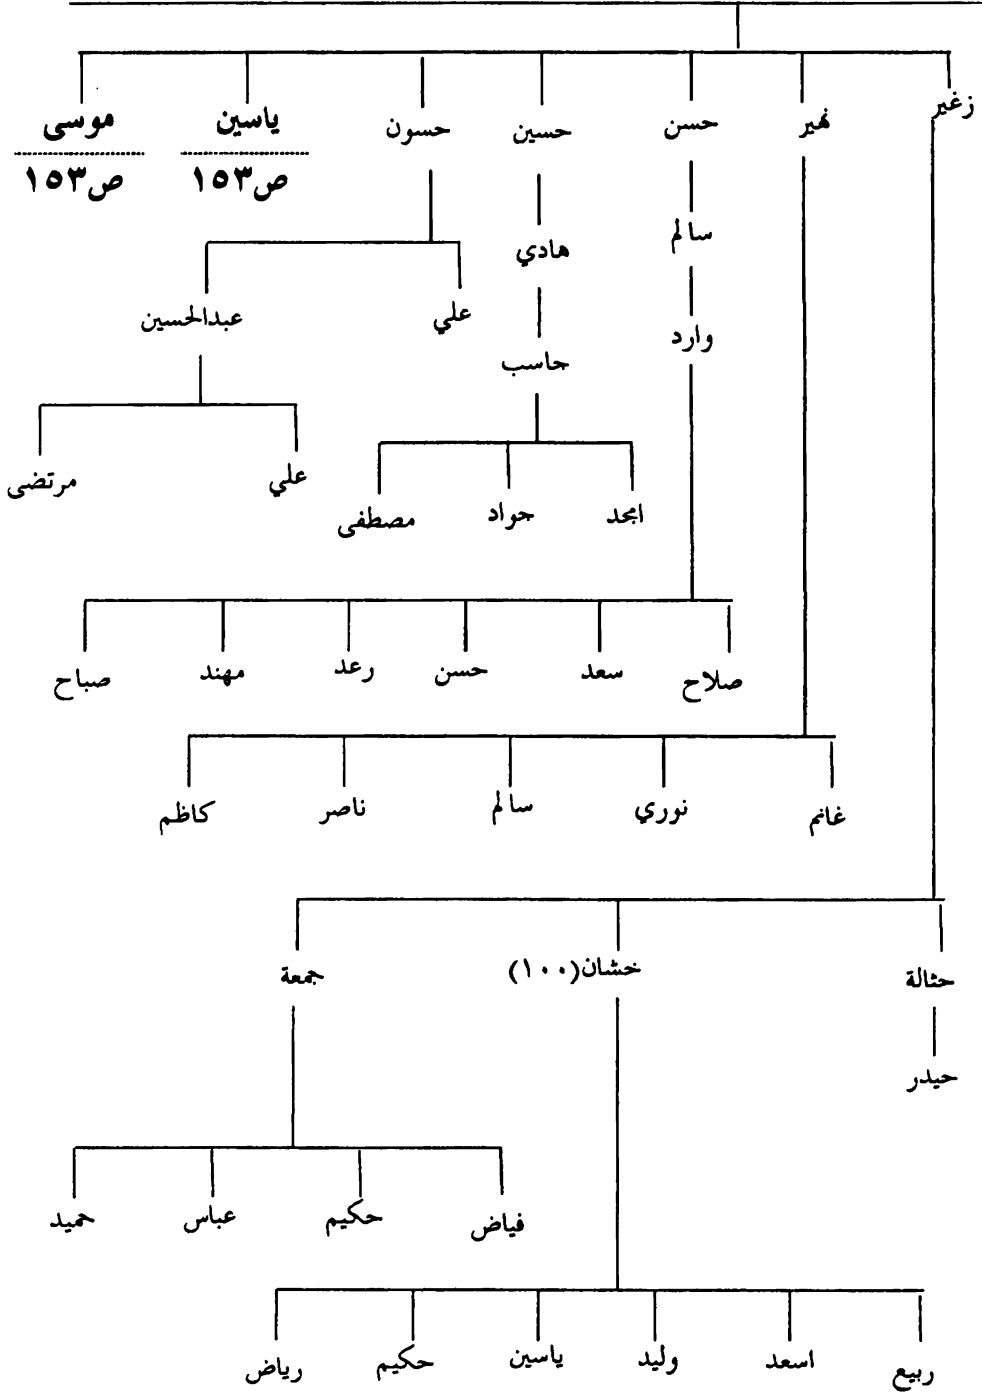 زغير نهير حسن حسين حسون ياسين موسى
ص١٥٣ ص١٥٣
سالم هادي
علي عبدالحسين
وارد حاسب
علي مرتضى
امجد جواد مصطفى
صلاح سعد حسن رعد مهند صباح
غانم نوري سالم ناصر كاظم
حثالة خشان(١٠٠) جمعة
حيدر
فياض حكيم عباس حميد
ربيع اسعد وليد ياسين حكيم رياض